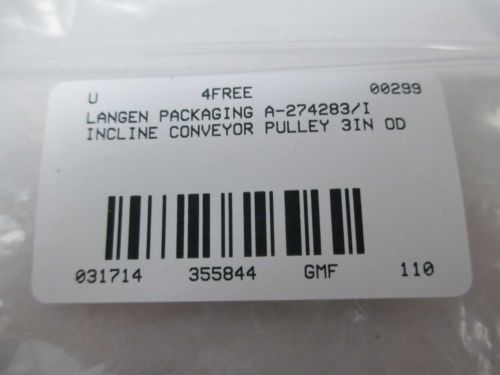 U 4FREE 00299
LANGEN PACKAGING A-274283/I
INCLINE CONVEYOR PULLEY 3IN OD
031714 355844 GMF 110